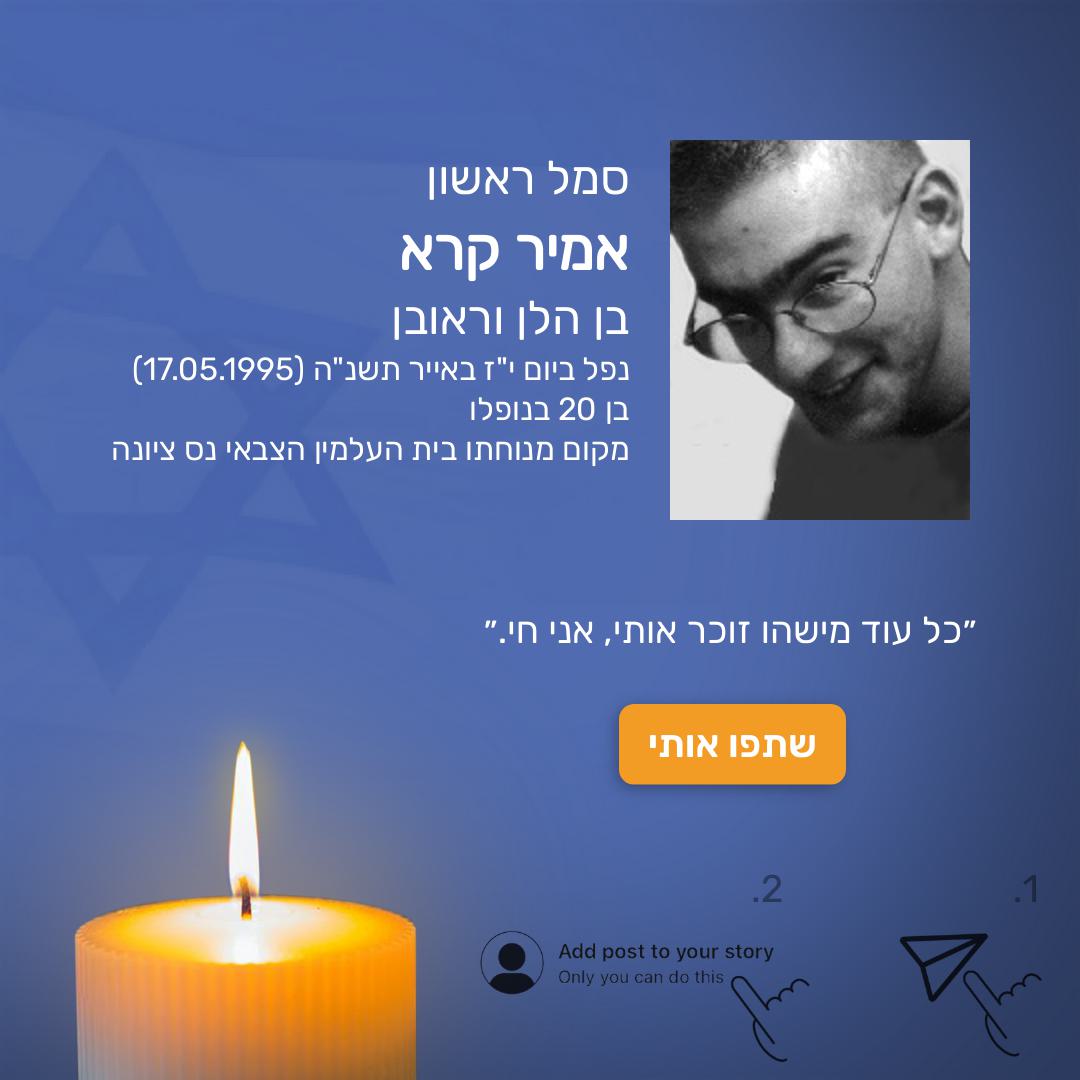 סמל ראשון
אמיר קרא
בן הלן וראובן
נפל ביום י"ז באייר תשנ"ה (17.05.1995)
בן 20 בנופלו
מקום מנוחתו בית העלמין הצבאי נס ציונה
״כל עוד מישהו זוכר אותי, אני חי.״
שתפו אותי
1.
2.
Add post to your story
Only you can do this